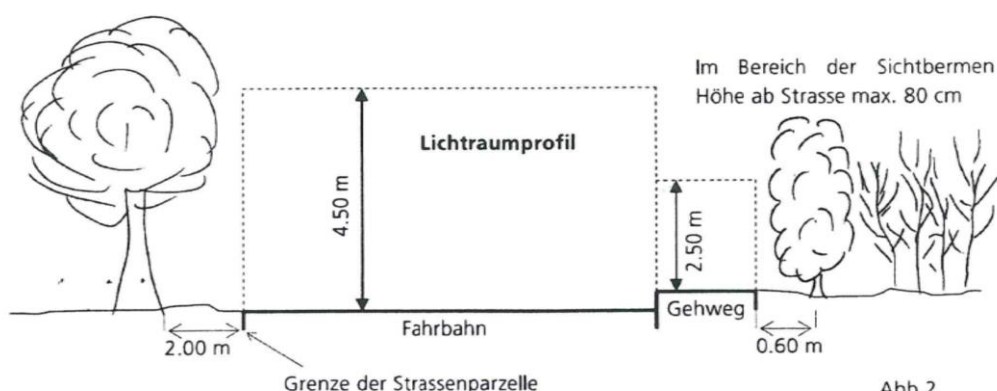 Im Bereich der Sichtbermen
Höhe ab Strasse max. 80 cm
Lichtraumprofil
4.50 m
2.50 m
Fahrbahn
Gehweg
2.00 m
0.60 m
Grenze der Strassenparzelle
Abb 2